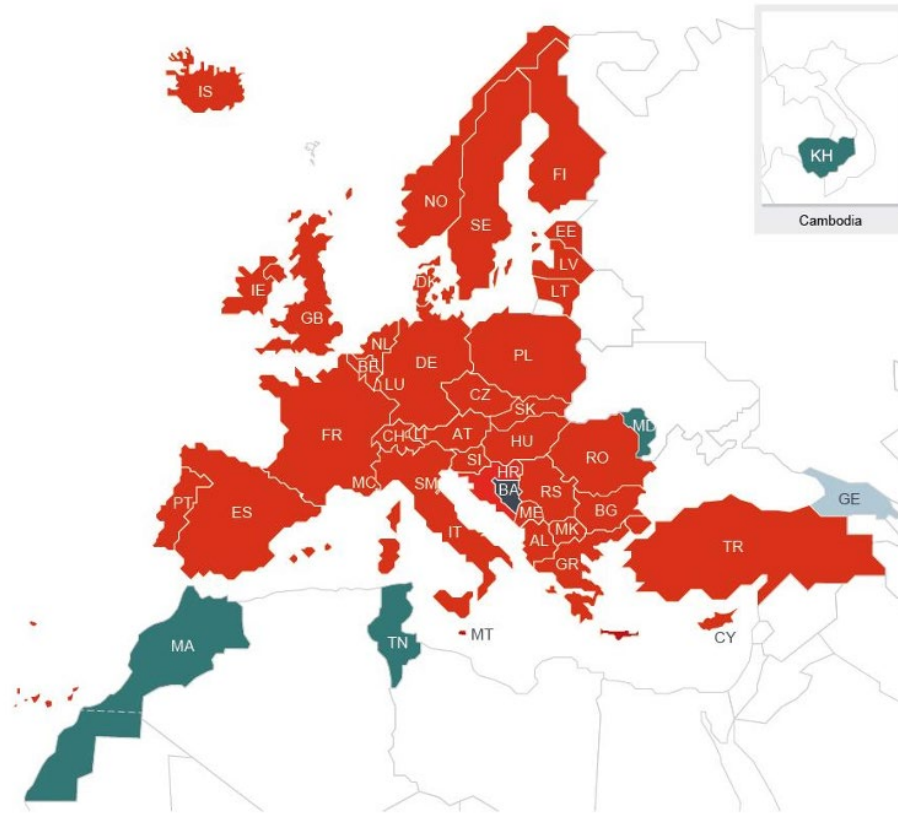 IS
KH
Cambodia
NO
FI
SE
EE
LV
LT
DK
IE
GB
NL
BE
DE
PL
LU
CZ
SK
FR
CH
LI
AT
HU
MD
RO
SI
HR
MC
SM
BA
RS
GE
PT
ES
ME
BG
IT
MK
AL
TR
GR
MT
CY
MA
TN